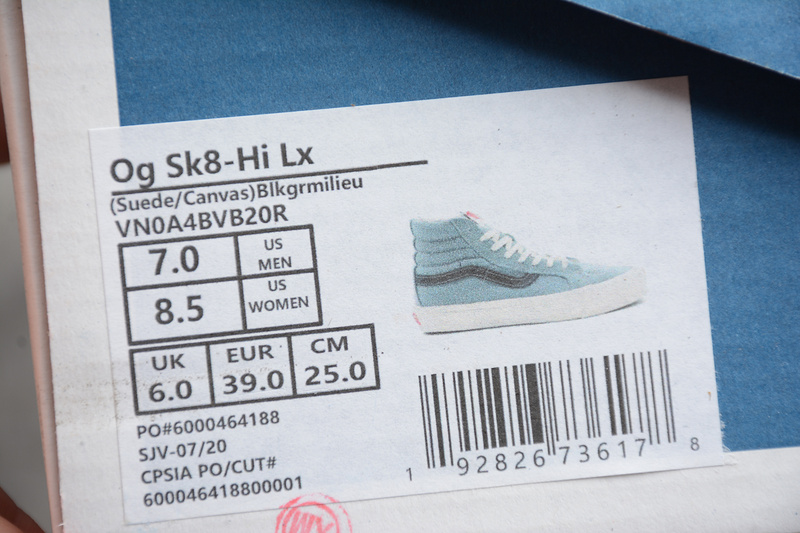 Og Sk8-Hi Lx
(Suede/Canvas)Blkgrmilieu
VN0A4BVB20R
7.0 US MEN
8.5 US WOMEN
UK EUR CM
6.0 39.0 25.0
PO#6000464188
SJV-07/20
CPSIA PO/CUT#
600046418800001
1 92826 73617 8